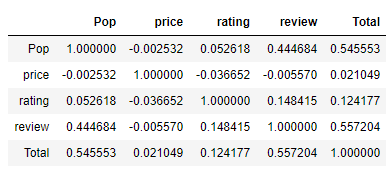 Pop price rating review Total
Pop 1.000000 -0.002532 0.052618 0.444684 0.545553
price -0.002532 1.000000 -0.036652 -0.005570 0.021049
rating 0.052618 -0.036652 1.000000 0.148415 0.124177
review 0.444684 -0.005570 0.148415 1.000000 0.557204
Total 0.545553 0.021049 0.124177 0.557204 1.000000